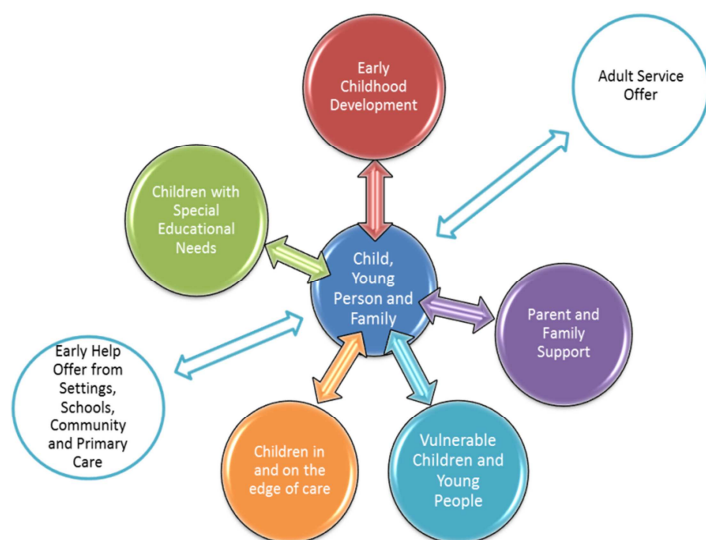 Early
Childhood
Development
Adult Service
Offer
Children with
Special
Educational
Needs
Child,
Young
Person and
Family
Parent and
Family
Support
Early Help
Offer from
Settings,
Schools,
Community
and Primary
Care
Children in
and on the
edge of care
Vulnerable
Children and
Young
People